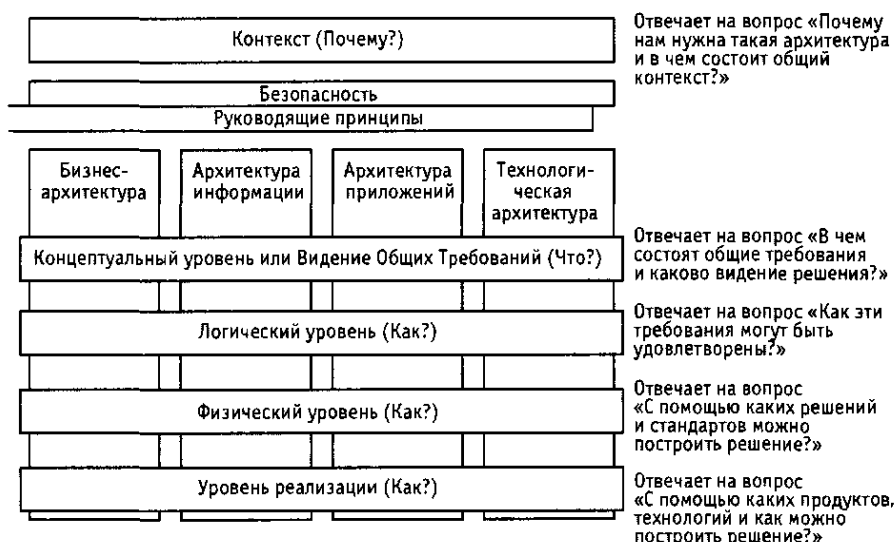 Контекст (Почему?)
Отвечает на вопрос «Почему
нам нужна такая архитектура
и в чем состоит общий
контекст?»
Безопасность
Руководящие принципы
Бизнес-
архитектура
Архитектура
информации
Архитектура
приложений
Технологи-
ческая
архитектура
Концептуальный уровень или Видение Общих Требований (Что?)
Отвечает на вопрос «В чем
состоят общие требования
и каково видение решения?»
Логический уровень (Как?)
Отвечает на вопрос «Как эти
требования могут быть
удовлетворены?»
Физический уровень (Как?)
Отвечает на вопрос
«С помощью каких решений
и стандартов можно
построить решение?»
Уровень реализации (Как?)
Отвечает на вопрос
«С помощью каких продуктов,
технологий и как можно
построить решение?»